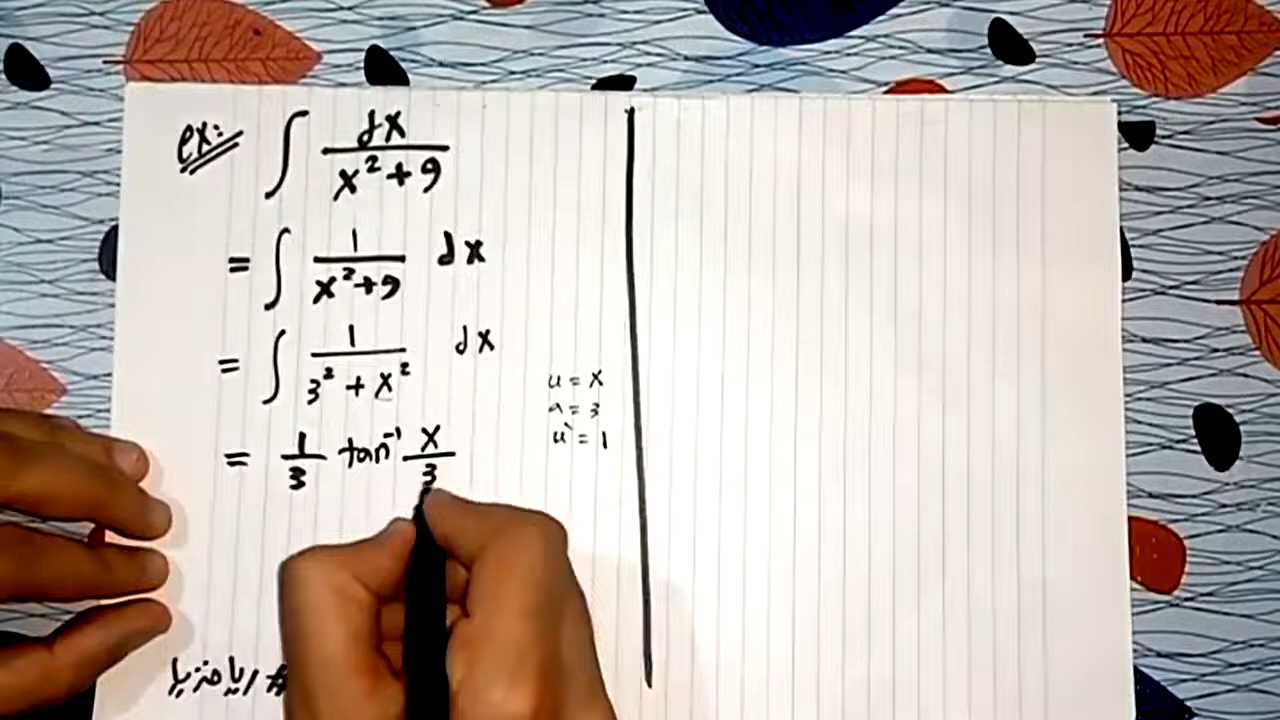 ex: ∫ dx / (x² + 9)
= ∫ 1 / (x² + 9) dx
= ∫ 1 / (3² + x²) dx
u = x
a = 3
u` = 1
= 1/3 tan⁻¹ x/3